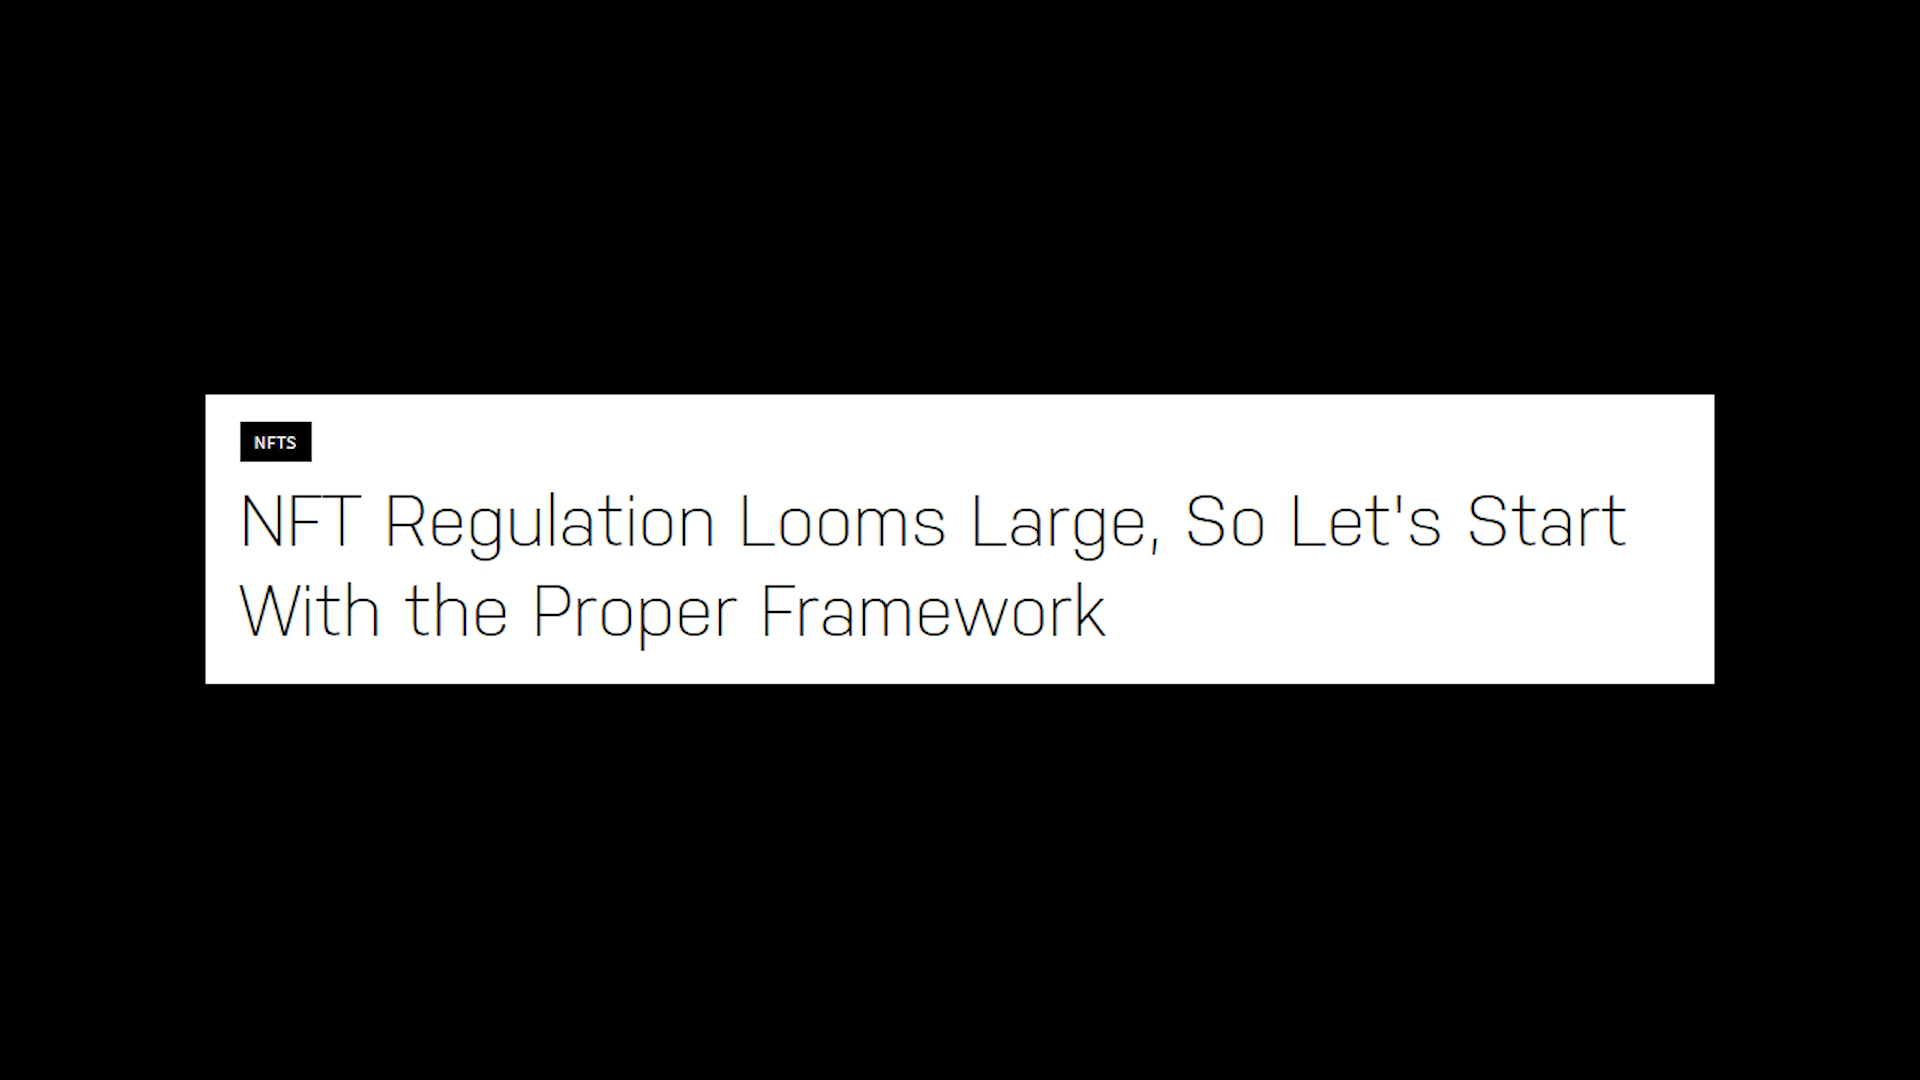 NFTS
NFT Regulation Looms Large, So Let's Start
With the Proper Framework